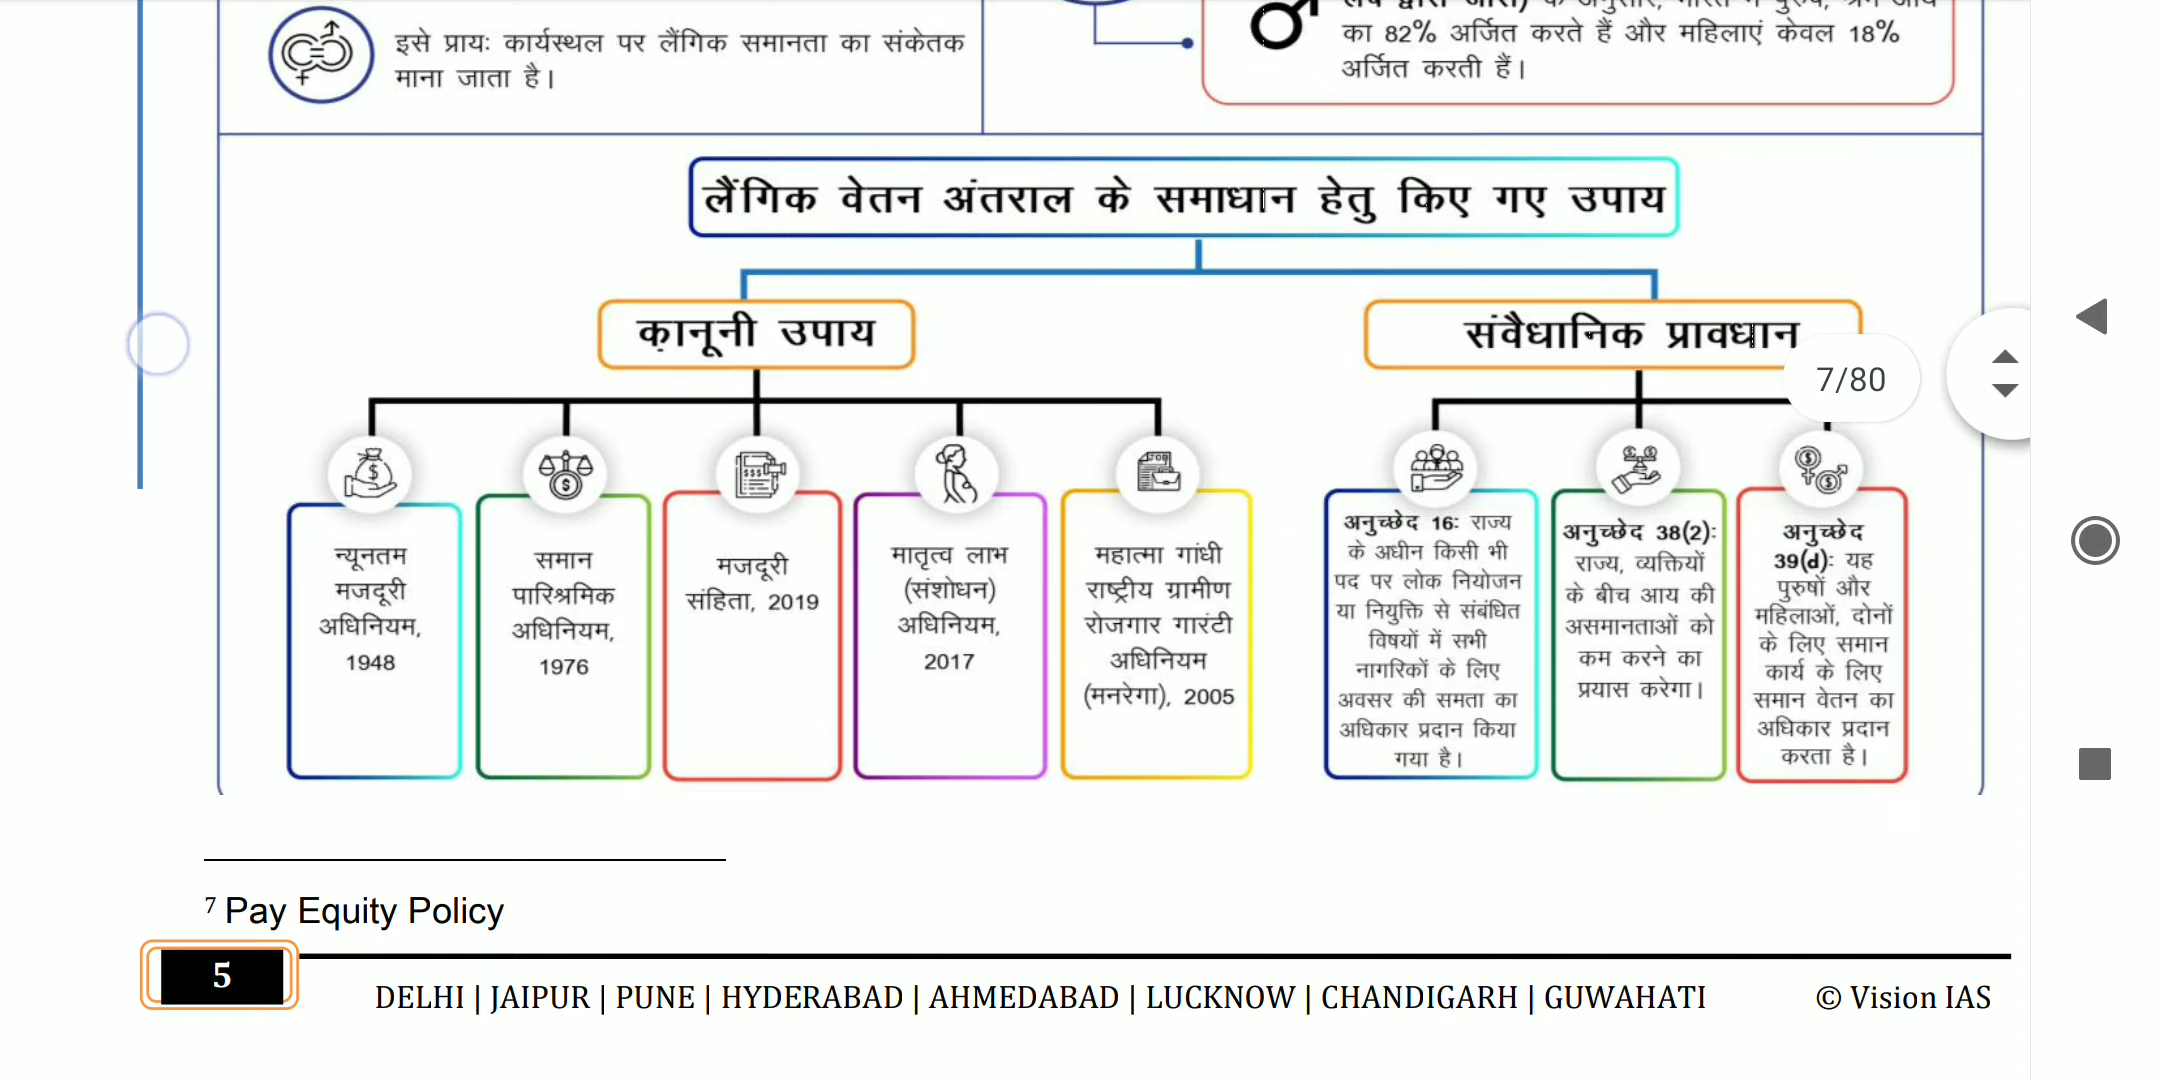 इसे प्रायः कार्यस्थल पर लैंगिक समानता का संकेतक
माना जाता है।
का 82% अर्जित करते हैं और महिलाएं केवल 18%
अर्जित करती हैं।
लैंगिक वेतन अंतराल के समाधान हेतु किए गए उपाय
क़ानूनी उपाय
संवैधानिक प्रावधान
7/80
न्यूनतम
मजदूरी
अधिनियम,
1948
समान
पारिश्रमिक
अधिनियम,
1976
मजदूरी
संहिता, 2019
मातृत्व लाभ
(संशोधन)
अधिनियम,
2017
महात्मा गांधी
राष्ट्रीय ग्रामीण
रोजगार गारंटी
अधिनियम
(मनरेगा), 2005
अनुच्छेद 16: राज्य
के अधीन किसी भी
पद पर लोक नियोजन
या नियुक्ति से संबंधित
विषयों में सभी
नागरिकों के लिए
अवसर की समता का
अधिकार प्रदान किया
गया है।
अनुच्छेद 38(2):
राज्य, व्यक्तियों
के बीच आय की
असमानताओं को
कम करने का
प्रयास करेगा।
अनुच्छेद
39(d): यह
पुरुषों और
महिलाओं, दोनों
के लिए समान
कार्य के लिए
समान वेतन का
अधिकार प्रदान
करता है।
7 Pay Equity Policy
5
DELHI | JAIPUR | PUNE | HYDERABAD | AHMEDABAD | LUCKNOW | CHANDIGARH | GUWAHATI
© Vision IAS